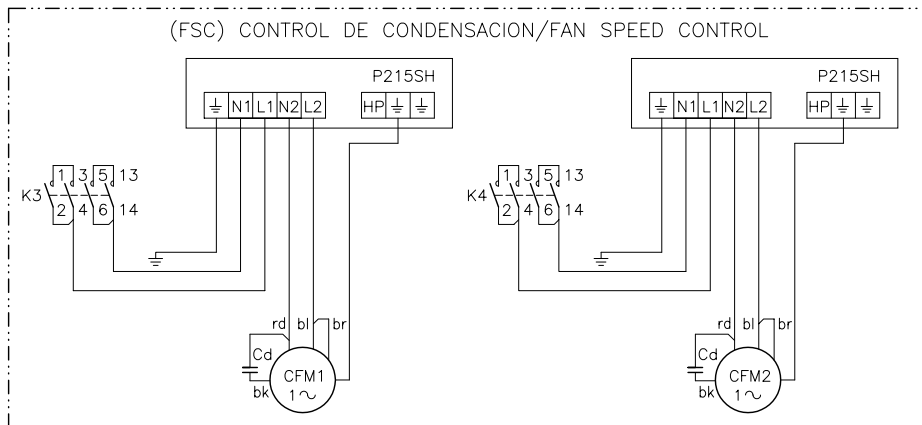 (FSC) CONTROL DE CONDENSACION/FAN SPEED CONTROL
P215SH
N1 L1 N2 L2 HP
K3
1 3 5 13
2 4 6 14
rd bl br
Cd
bk
CFM1
1~
P215SH
N1 L1 N2 L2 HP
K4
1 3 5 13
2 4 6 14
rd bl br
Cd
bk
CFM2
1~